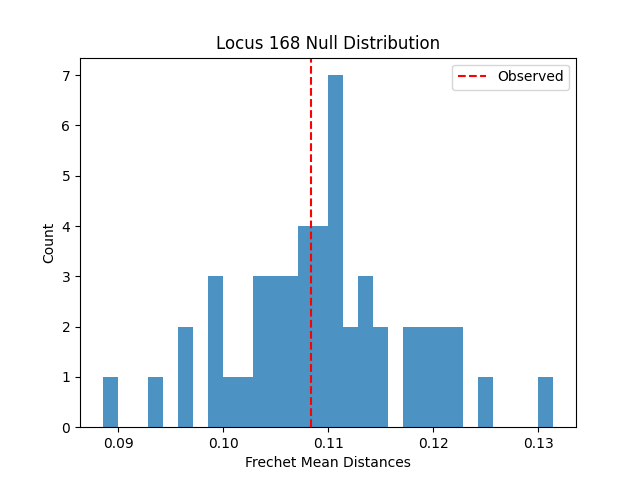 Locus 168 Null Distribution
Observed
7
6
5
4
3
2
1
0
Count
0.09 0.10 0.11 0.12 0.13
Frechet Mean Distances